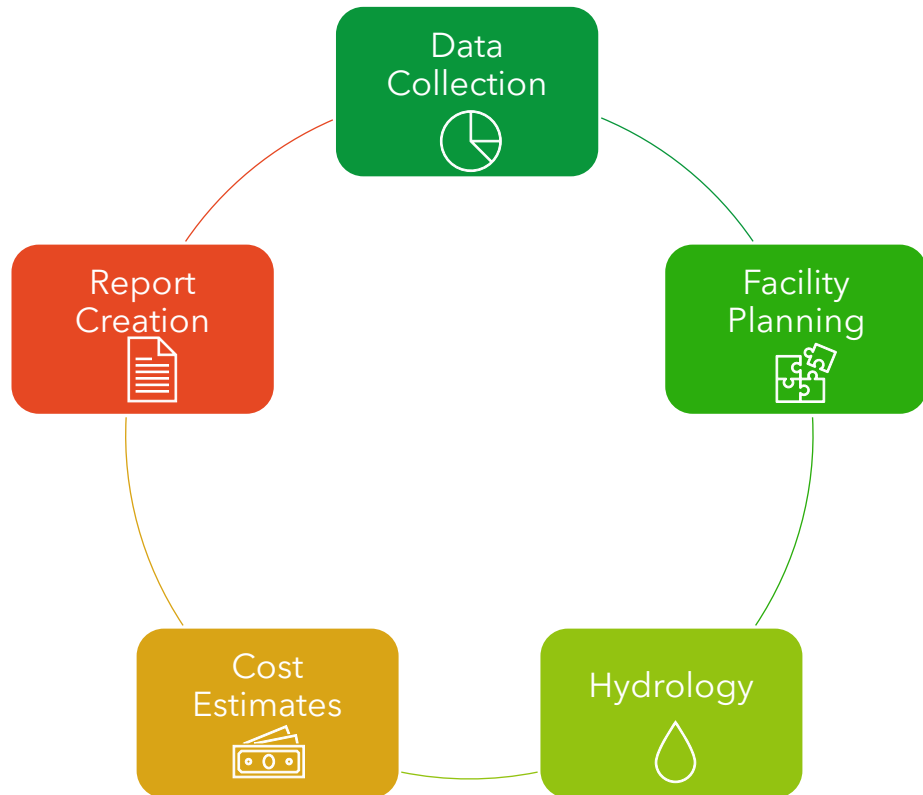 Data
Collection
Facility
Planning
Hydrology
Cost
Estimates
Report
Creation